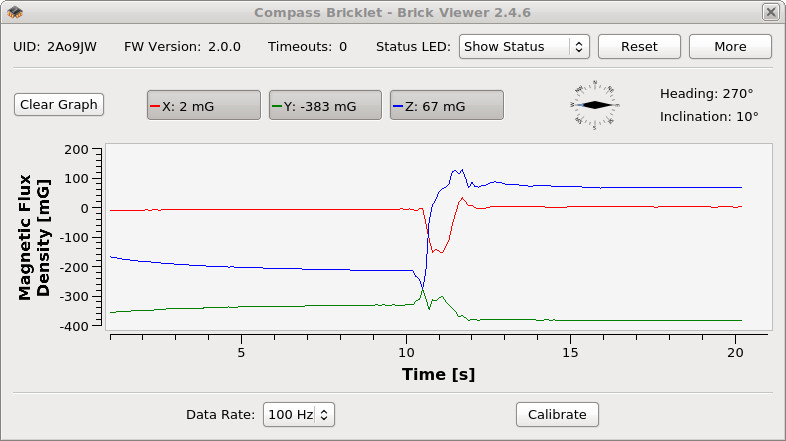 Compass Bricklet - Brick Viewer 2.4.6
UID: 2Ao9JW FW Version: 2.0.0 Timeouts: 0 Status LED: Show Status Reset More
Clear Graph X: 2 mG Y: -383 mG Z: 67 mG
Heading: 270°
Inclination: 10°
Magnetic Flux
Density [mG]
200
100
0
-100
-200
-300
-400
5 10 15 20
Time [s]
Data Rate: 100 Hz Calibrate